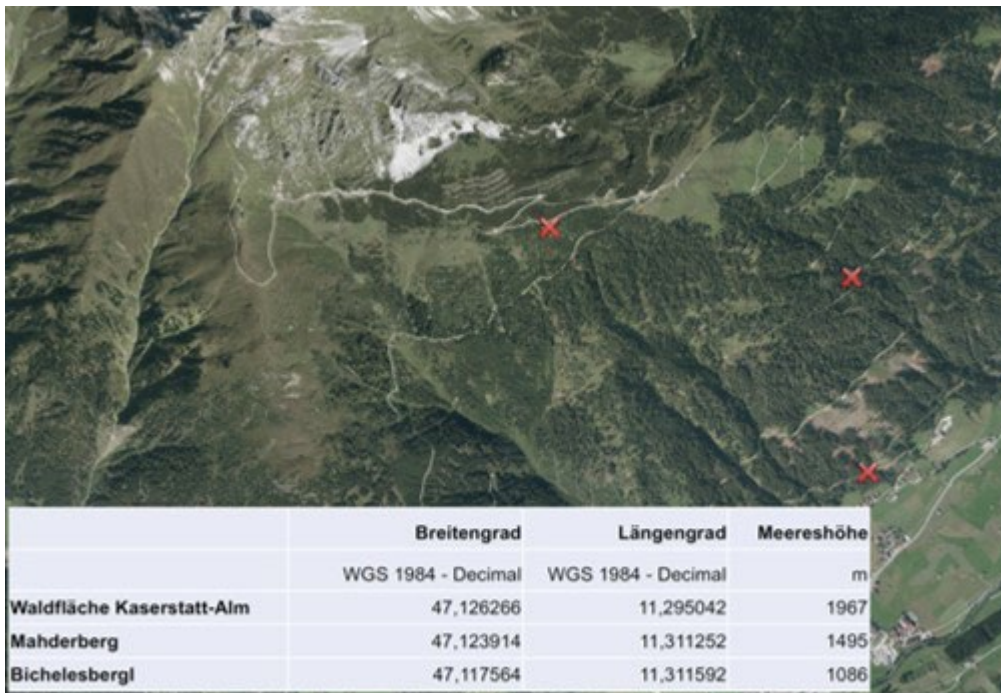 Breitengrad Längengrad Meereshöhe
WGS 1984 - Decimal WGS 1984 - Decimal m
Waldfläche Kaserstatt-Alm 47,126266 11,295042 1967
Mahderberg 47,123914 11,311252 1495
Bichelesbergl 47,117564 11,311592 1086